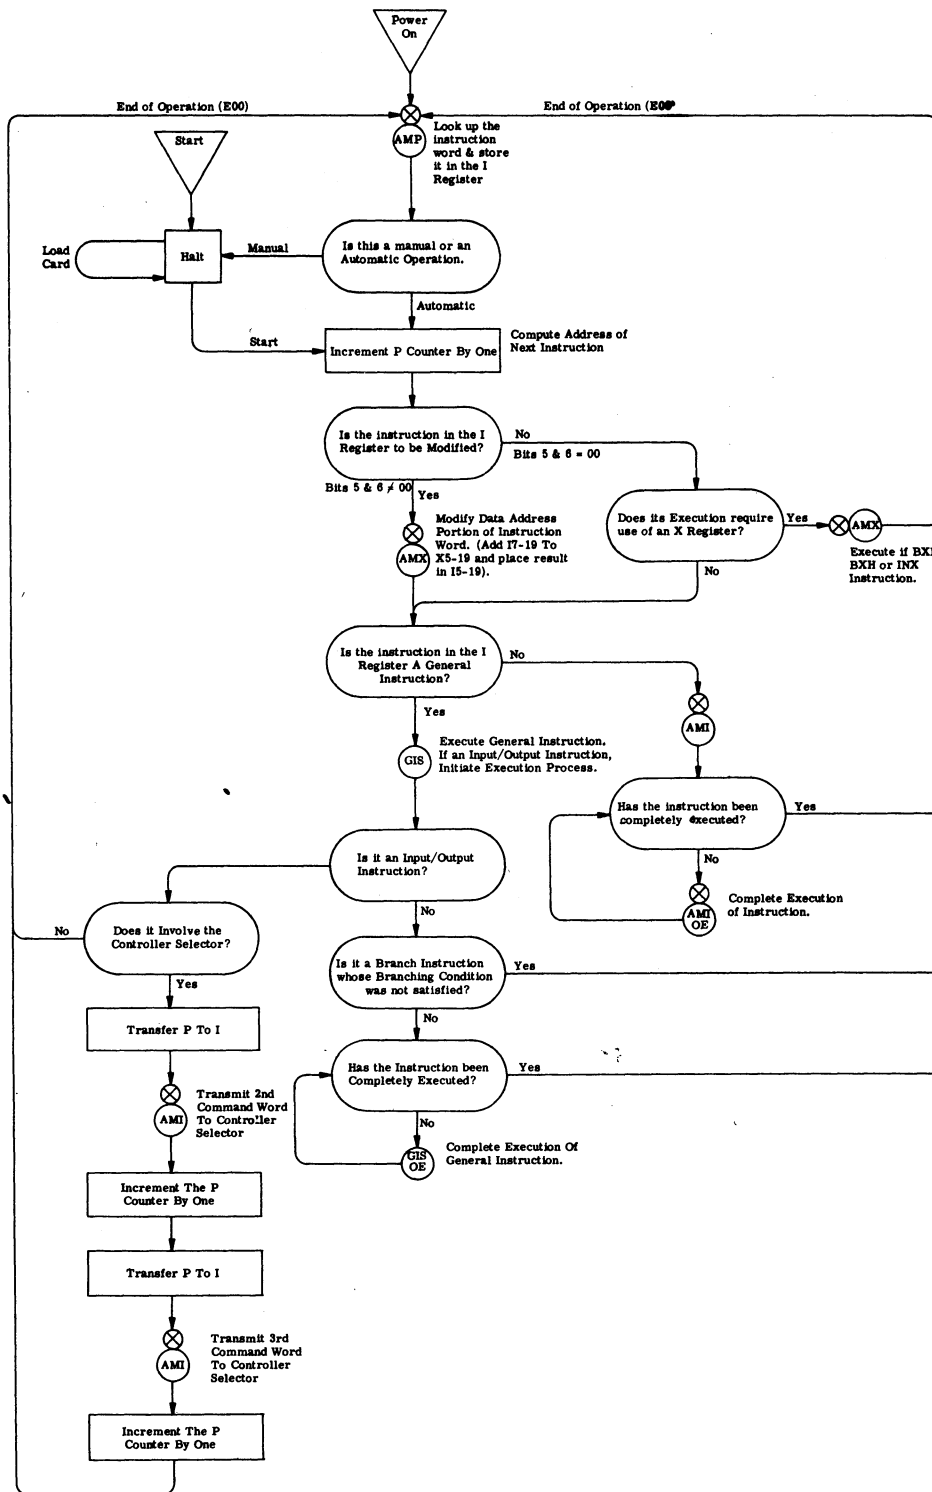 Power
On
End of Operation (E00)
End of Operation (E00)
AMP
Look up the
instruction
word & store
it in the I
Register
Start
Load
Card
Halt
Manual
Is this a manual or an
Automatic Operation.
Automatic
Start
Increment P Counter By One
Compute Address of
Next Instruction
Is the instruction in the I
Register to be Modified?
No
Bits 5 & 6 = 00
Bits 5 & 6 ≠ 00
Yes
AMX
Modify Data Address
Portion of Instruction
Word. (Add I7-19 To
X5-19 and place result
in I5-19).
Does its Execution require
use of an X Register?
Yes
AMX
Execute if
BXH or INX
Instruction.
No
Is the instruction in the I
Register A General
Instruction?
No
Yes
AMI
GIS
Execute General Instruction.
If an Input/Output Instruction,
Initiate Execution Process.
Has the instruction been
completely executed?
Yes
No
AMI
OE
Complete Execution
of Instruction.
Is it an Input/Output
Instruction?
No
Does it Involve the
Controller Selector?
No
Yes
Is it a Branch Instruction
whose Branching Condition
was not satisfied?
Yes
No
Transfer P To I
Has the Instruction been
Completely Executed?
Yes
No
AMI
Transmit 2nd
Command Word
To Controller
Selector
GIS
OE
Complete Execution Of
General Instruction.
Increment The P
Counter By One
Transfer P To I
AMI
Transmit 3rd
Command Word
To Controller
Selector
Increment The P
Counter By One